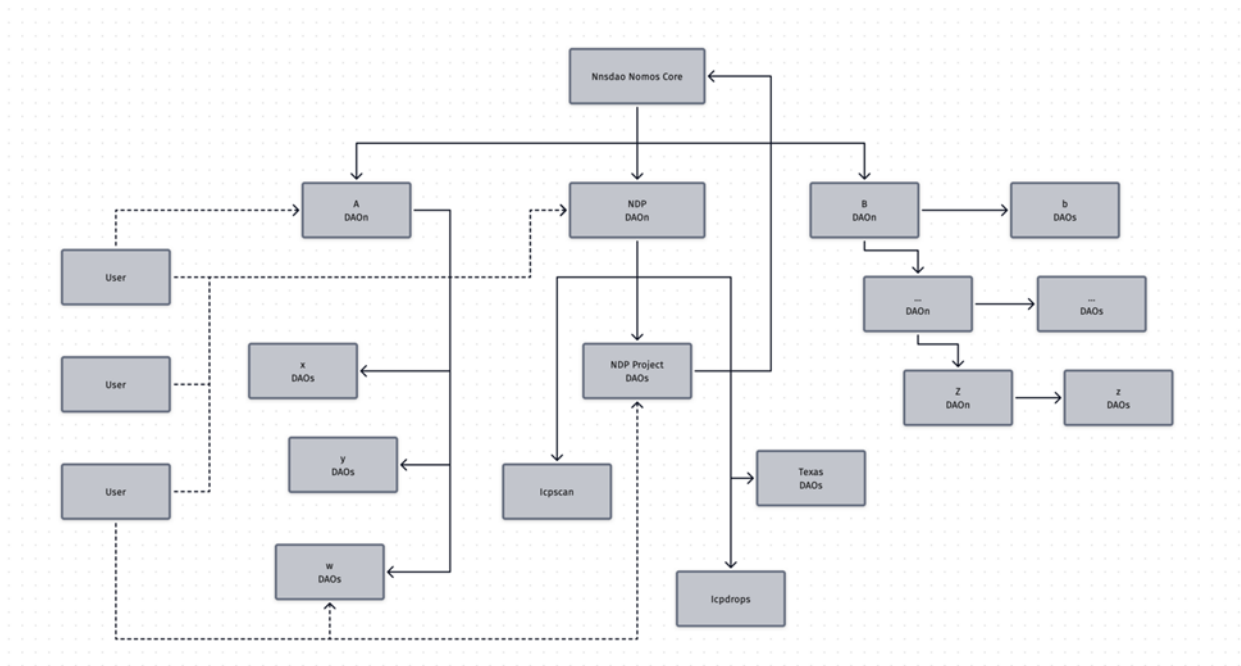 Nnsdao Nomos Core
A
DAOn
NDP
DAOn
B
DAOn
b
DAOs
User
...
DAOn
...
DAOs
User
x
DAOs
NDP Project
DAOs
Z
DAOn
z
DAOs
User
y
DAOs
Icpscan
Texas
DAOs
w
DAOs
Icpdrops